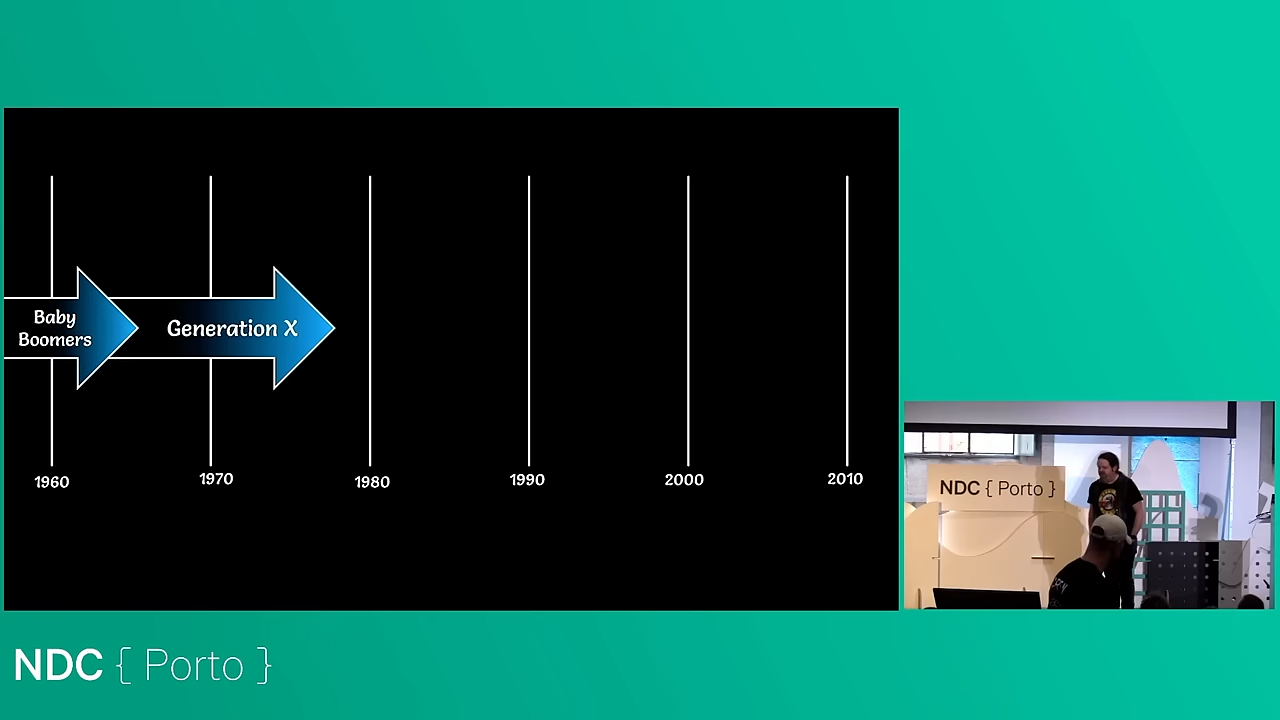 Baby
Boomers
Generation X
1960
1970
1980
1990
2000
2010
NDC { Porto }
NDC { Porto }